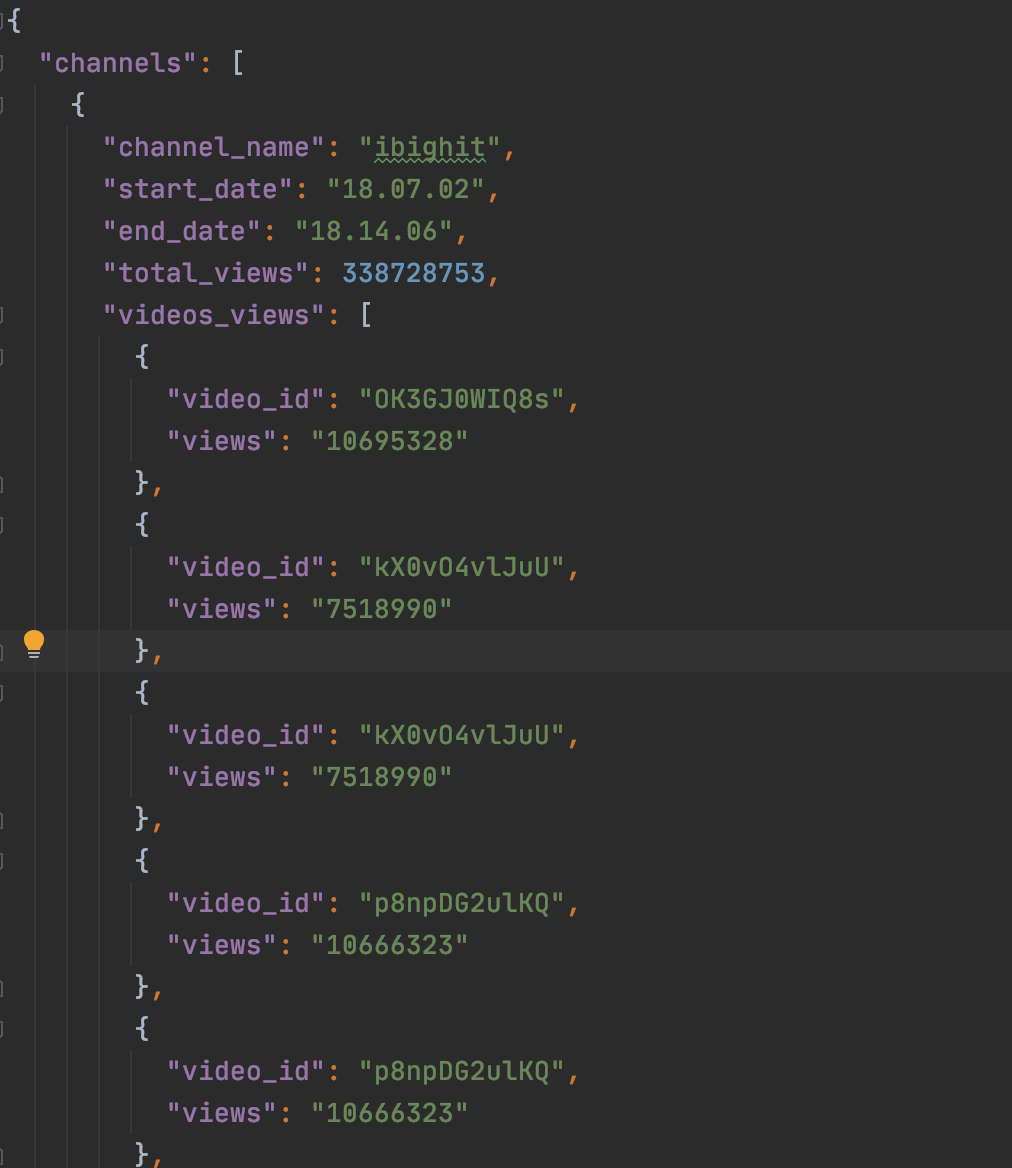 {
"channels": [
{
"channel_name": "ibighit",
"start_date": "18.07.02",
"end_date": "18.14.06",
"total_views": 338728753,
"videos_views": [
{
"video_id": "OK3GJ0WIQ8s",
"views": "10695328"
},
{
"video_id": "kX0vO4vlJuU",
"views": "7518990"
},
{
"video_id": "kX0vO4vlJuU",
"views": "7518990"
},
{
"video_id": "p8npDG2ulKQ",
"views": "10666323"
},
{
"video_id": "p8npDG2ulKQ",
"views": "10666323"
},